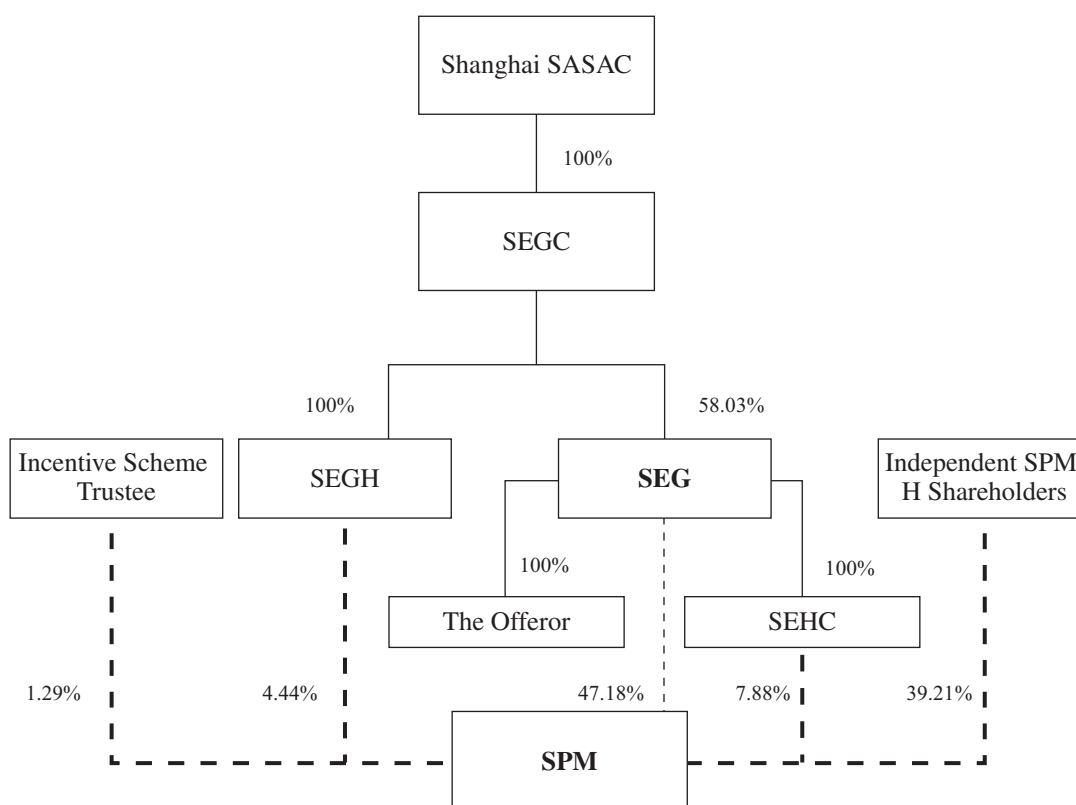 Shanghai SASAC
100%
SEGC
100%
58.03%
Incentive Scheme
Trustee
SEGH
SEG
Independent SPM
H Shareholders
100%
100%
The Offeror
SEHC
1.29%
4.44%
47.18%
7.88%
39.21%
SPM